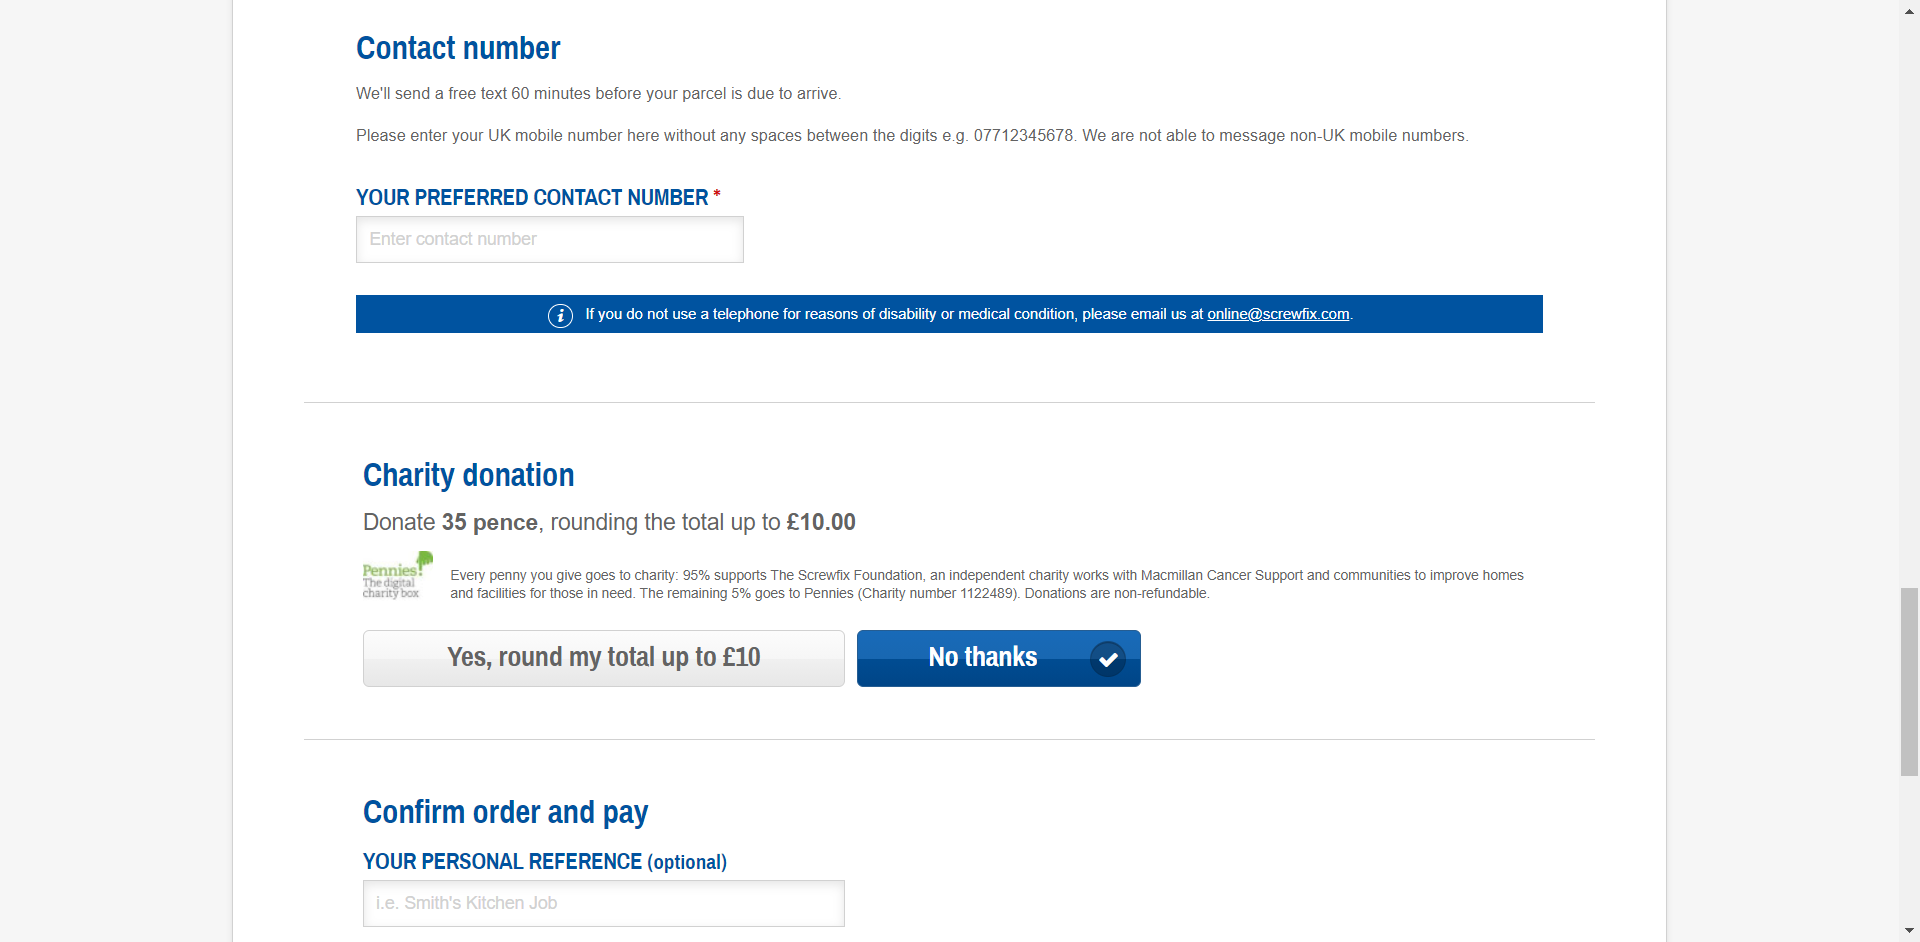 Contact number
We'll send a free text 60 minutes before your parcel is due to arrive.
Please enter your UK mobile number here without any spaces between the digits e.g. 07712345678. We are not able to message non-UK mobile numbers.
YOUR PREFERRED CONTACT NUMBER *
Enter contact number
If you do not use a telephone for reasons of disability or medical condition, please email us at online@screwfix.com.
Charity donation
Donate 35 pence, rounding the total up to £10.00
Pennies!
The digital
charity box
Every penny you give goes to charity: 95% supports The Screwfix Foundation, an independent charity works with Macmillan Cancer Support and communities to improve homes
and facilities for those in need. The remaining 5% goes to Pennies (Charity number 1122489). Donations are non-refundable.
Yes, round my total up to £10
No thanks
Confirm order and pay
YOUR PERSONAL REFERENCE (optional)
i.e. Smith's Kitchen Job